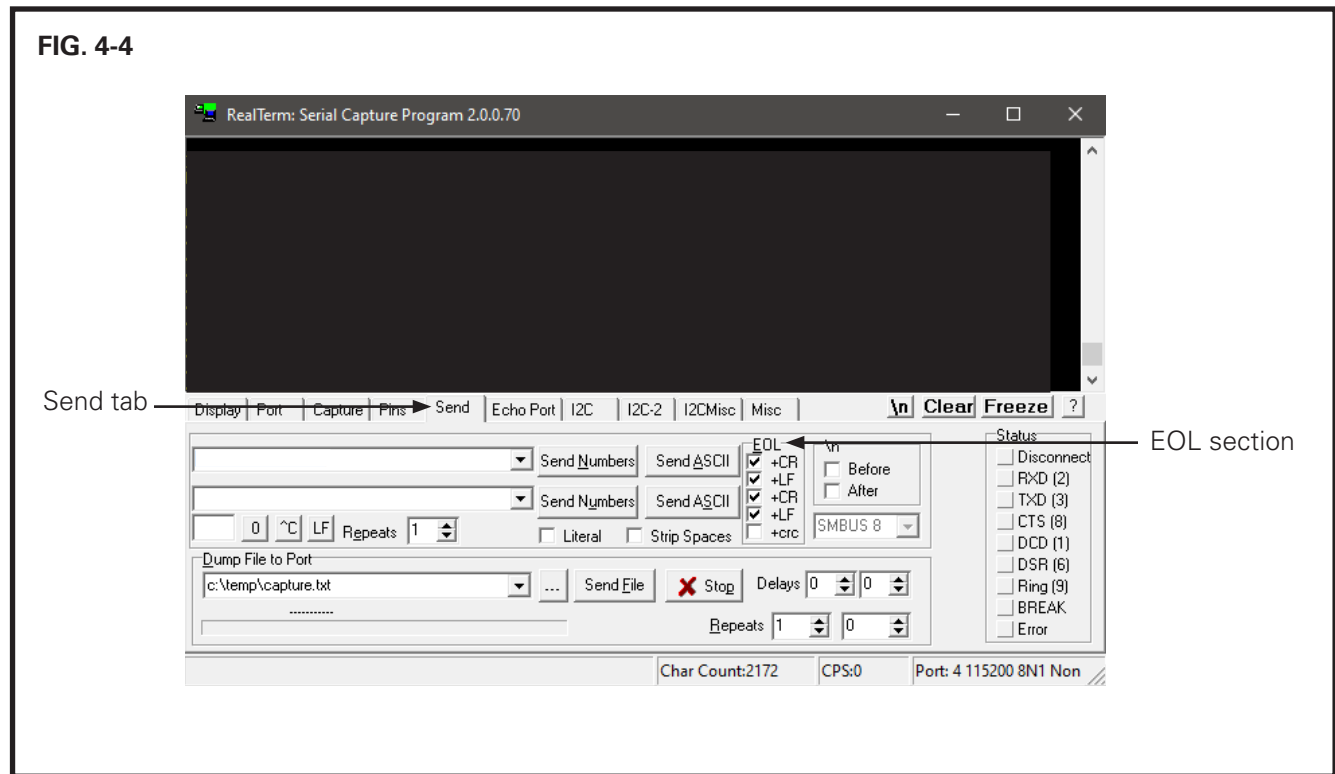 FIG. 4-4
RealTerm: Serial Capture Program 2.0.0.70
Send tab
Display Port Capture Pins Send Echo Port I2C I2C-2 I2CMisc Misc \n Clear Freeze ?
EOL section
Send Numbers Send ASCII
Send Numbers Send ASCII
EOL
+CR
+LF
+CR
+LF
+crc
\n
Before
After
SMBUS 8
0 ^C LF Repeats 1
Literal Strip Spaces
Dump File to Port
c:\temp\capture.txt ... Send File Stop Delays 0 0
----------
Repeats 1 0
Status
Disconnect
RXD (2)
TXD (3)
CTS (8)
DCD (1)
DSR (6)
Ring (9)
BREAK
Error
Char Count:2172 CPS:0 Port: 4 115200 8N1 Non